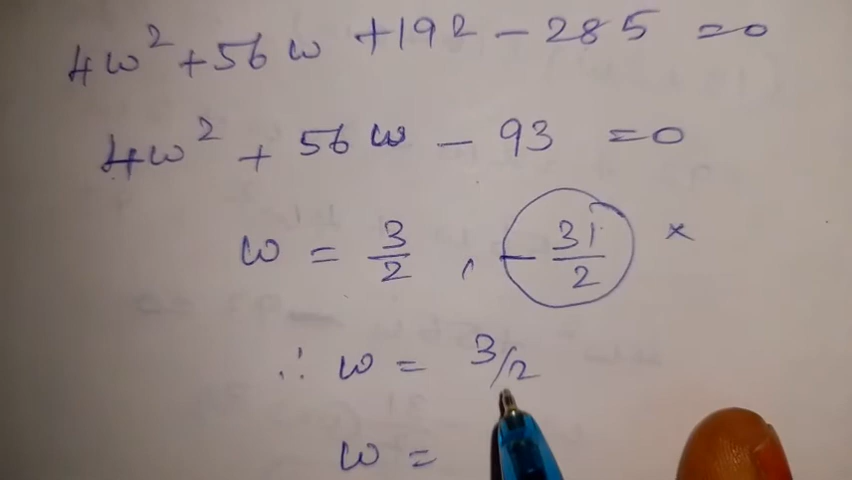 4w² + 56w + 192 - 285 = 0
4w² + 56w - 93 = 0
w = 3/2 , - 31/2 ×
∴ w = 3/2
w =